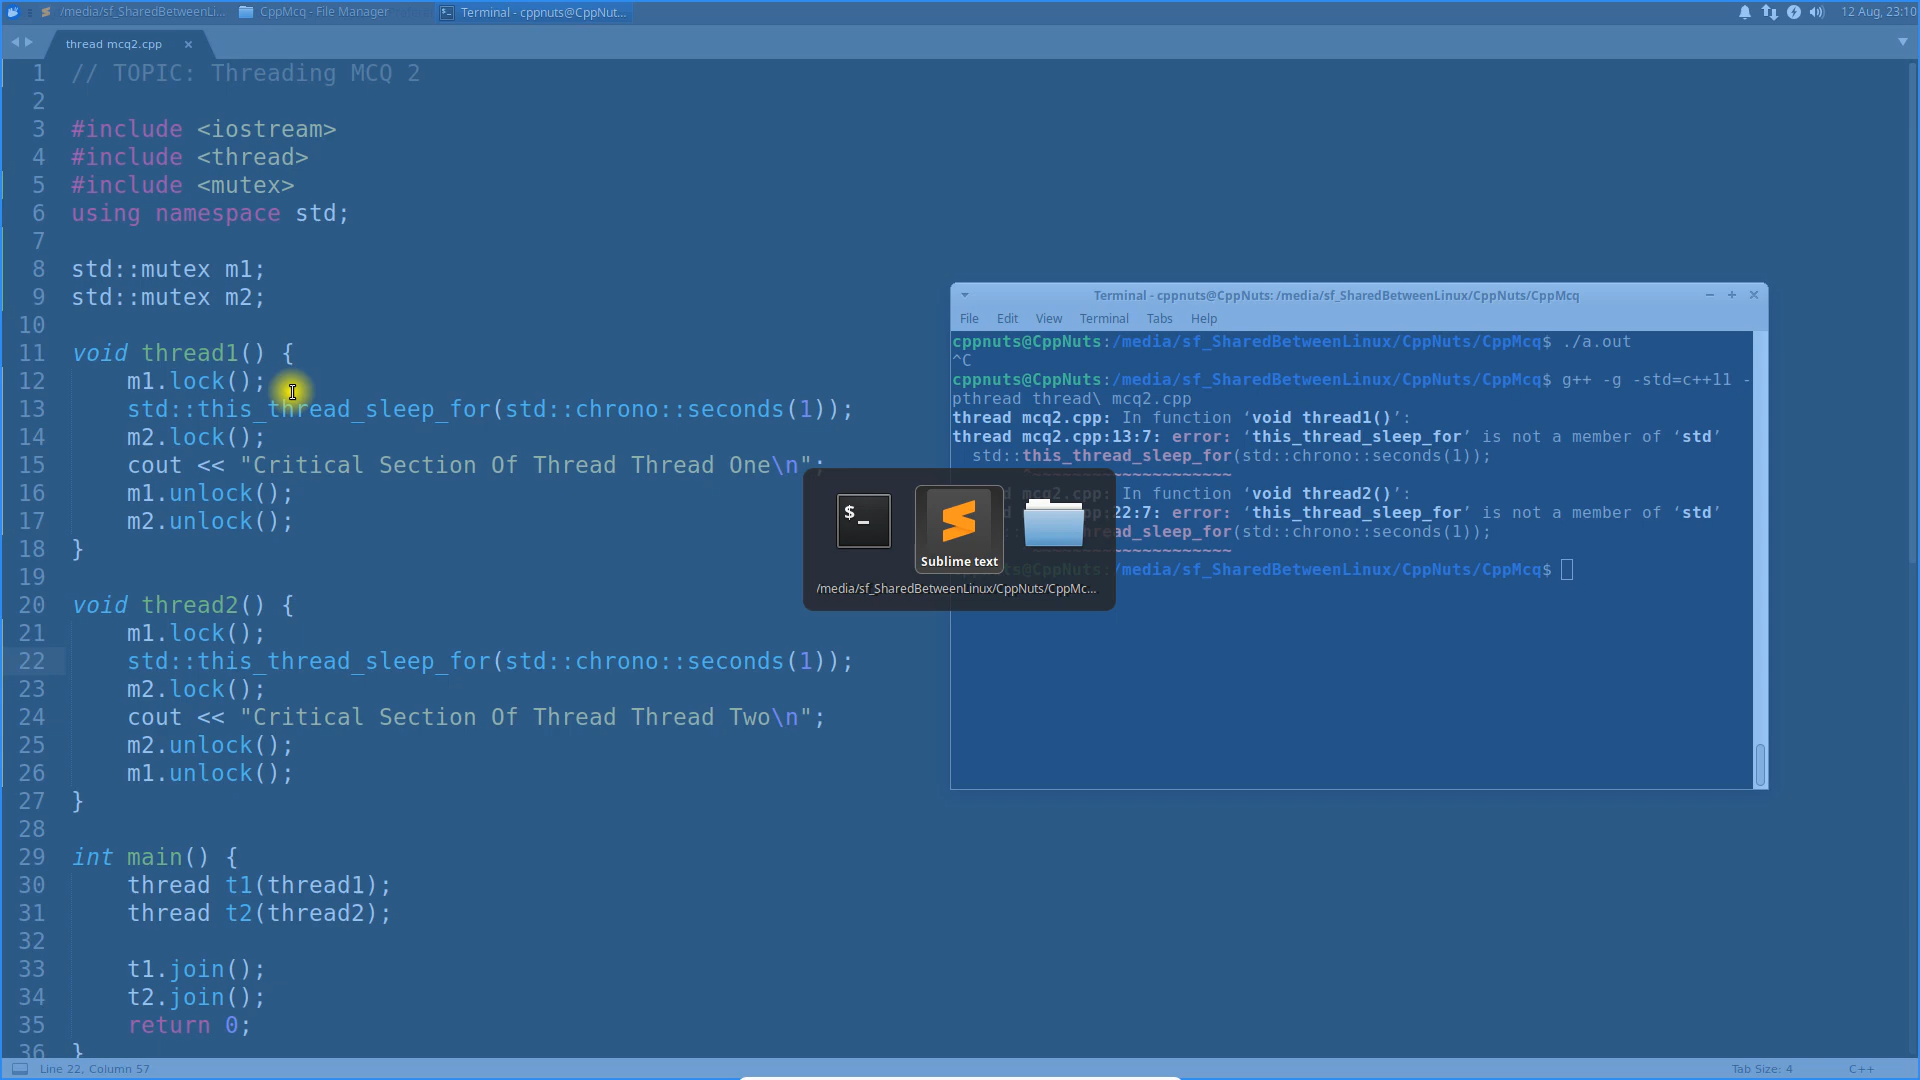 /media/sf_SharedBetweenLi...
CppMcq - File Manager
Terminal - cppnuts@CppNut...
12 Aug, 23:10
thread mcq2.cpp
1 // TOPIC: Threading MCQ 2
2
3 #include <iostream>
4 #include <thread>
5 #include <mutex>
6 using namespace std;
7
8 std::mutex m1;
9 std::mutex m2;
10
11 void thread1() {
12 m1.lock();
13 std::this_thread_sleep_for(std::chrono::seconds(1));
14 m2.lock();
15 cout << "Critical Section Of Thread Thread One\n";
16 m1.unlock();
17 m2.unlock();
18 }
19
20 void thread2() {
21 m1.lock();
22 std::this_thread_sleep_for(std::chrono::seconds(1));
23 m2.lock();
24 cout << "Critical Section Of Thread Thread Two\n";
25 m2.unlock();
26 m1.unlock();
27 }
28
29 int main() {
30 thread t1(thread1);
31 thread t2(thread2);
32
33 t1.join();
34 t2.join();
35 return 0;
36 }
Terminal - cppnuts@CppNuts: /media/sf_SharedBetweenLinux/CppNuts/CppMcq
File Edit View Terminal Tabs Help
cppnuts@CppNuts:/media/sf_SharedBetweenLinux/CppNuts/CppMcq$ ./a.out
^C
cppnuts@CppNuts:/media/sf_SharedBetweenLinux/CppNuts/CppMcq$ g++ -g -std=c++11 -
pthread thread\ mcq2.cpp
thread mcq2.cpp: In function ‘void thread1()’:
thread mcq2.cpp:13:7: error: ‘this_thread_sleep_for’ is not a member of ‘std’
std::this_thread_sleep_for(std::chrono::seconds(1));
^~~~~~~~~~~~~~~~~~~~~
mcq2.cpp: In function ‘void thread2()’:
:22:7: error: ‘this_thread_sleep_for’ is not a member of ‘std’
ead_sleep_for(std::chrono::seconds(1));
~~~~~~~~~~~~~~~~~~~~
/media/sf_SharedBetweenLinux/CppNuts/CppMcq$
$_
Sublime text
/media/sf_SharedBetweenLinux/CppNuts/CppMc...
Line 22, Column 57
Tab Size: 4
C++